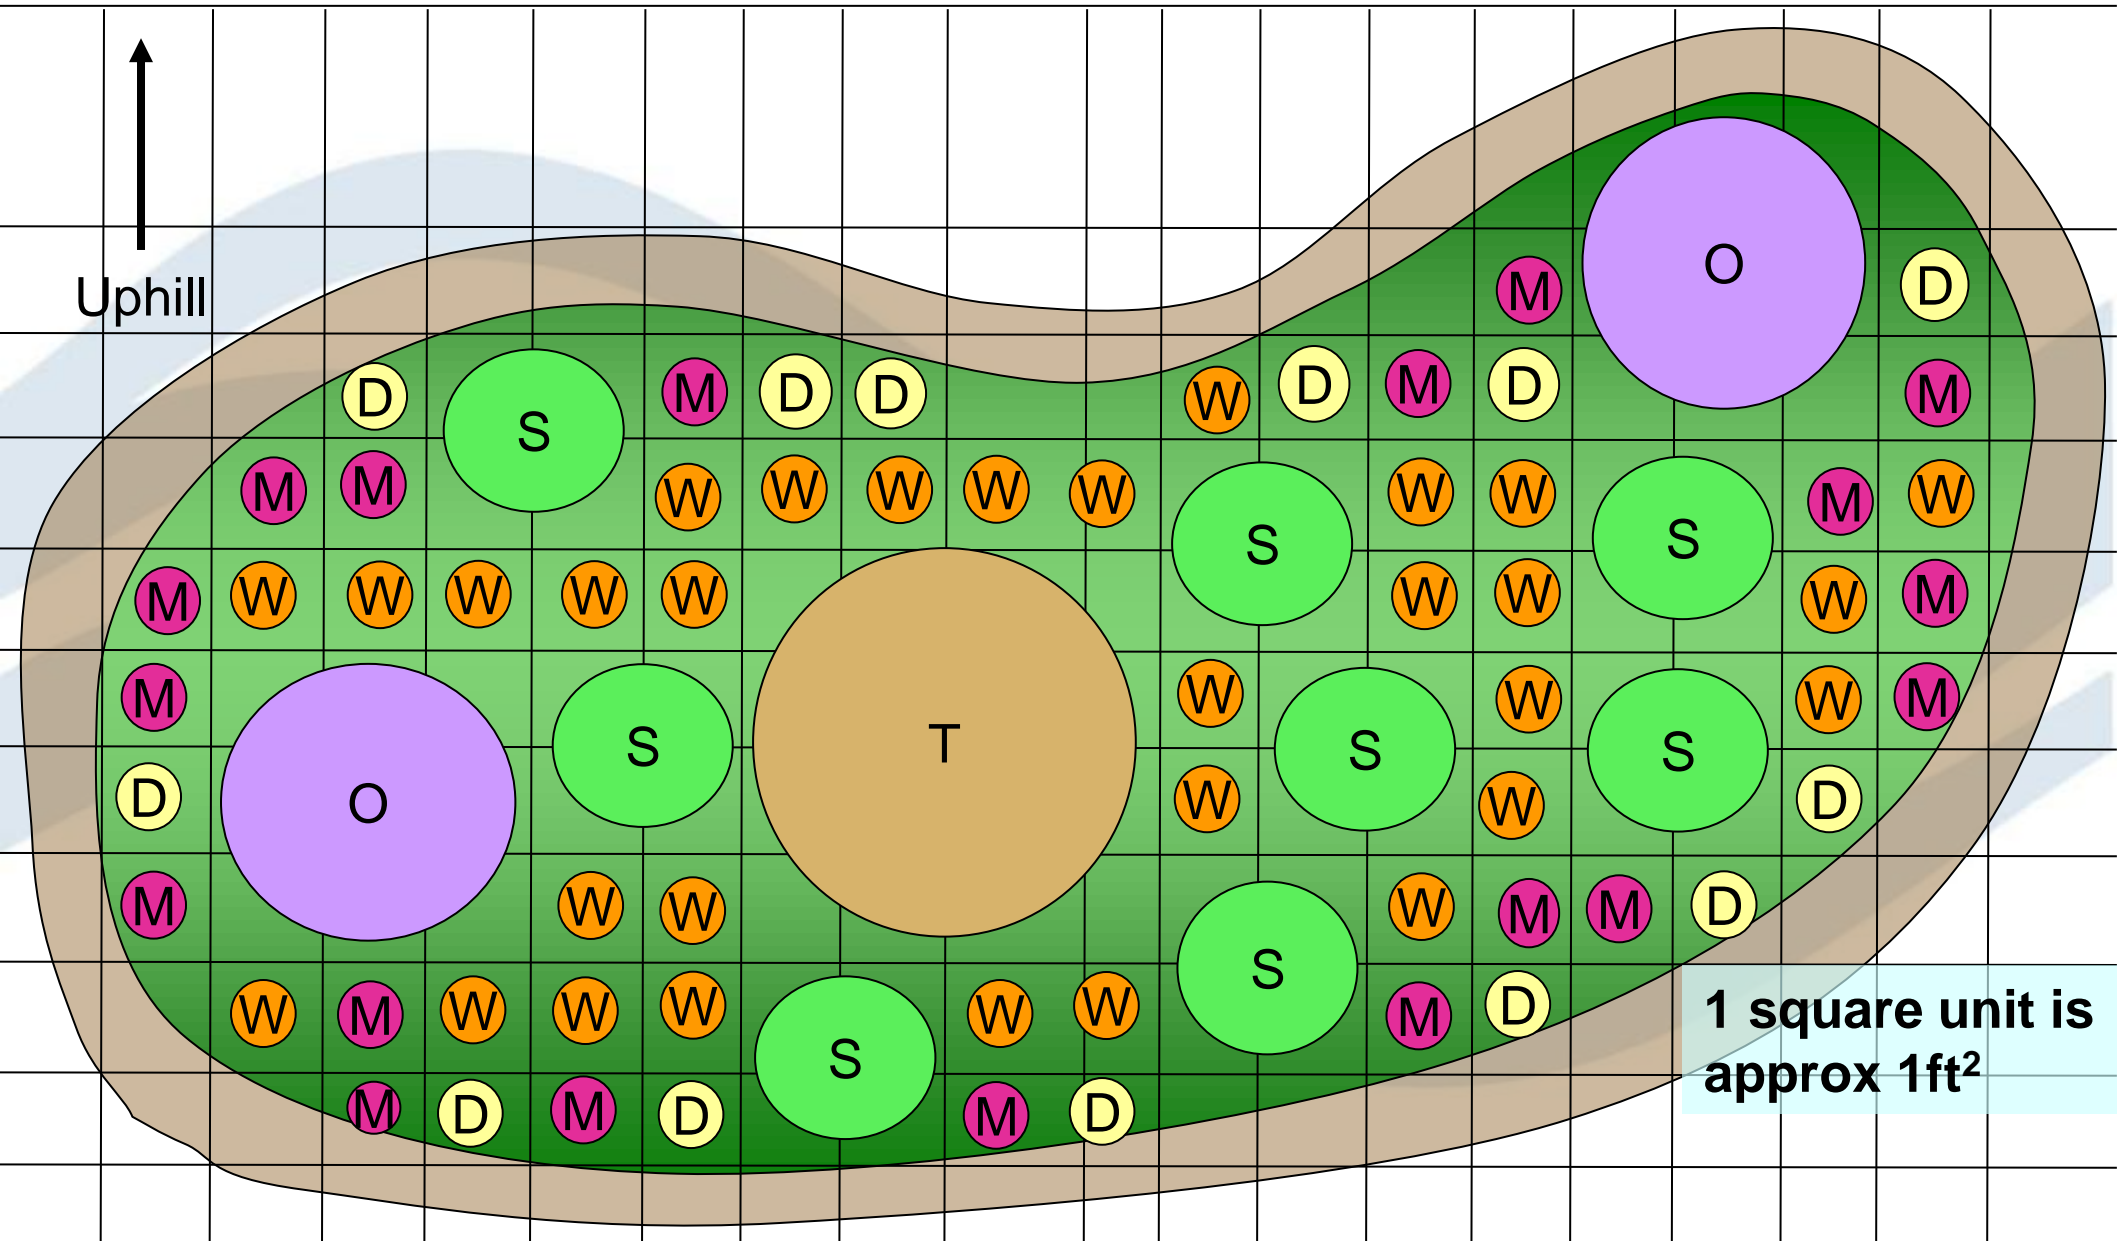 O
Uphill
M D
D S M D D W D M D M
M M W W W W W S W W S M W
M W W W W W W W W M
M O S T W S W S W M
D W W D
M W W S W M M D
W M W W W S W W M D
1 square unit is
approx 1ft²
M D M D M D